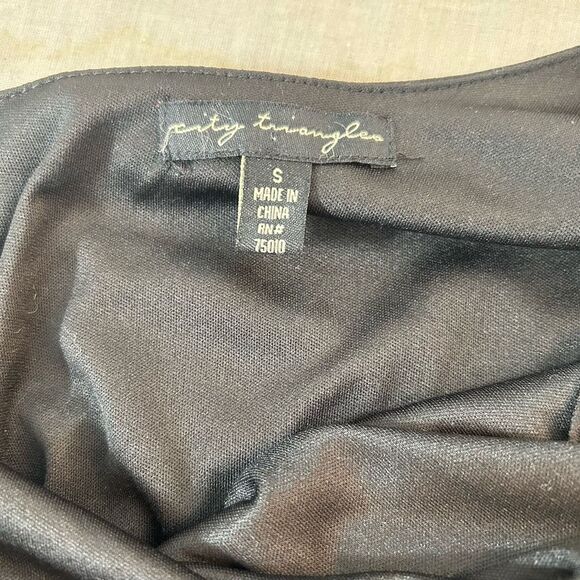 city triangles
S
MADE IN
CHINA
RN#
75010